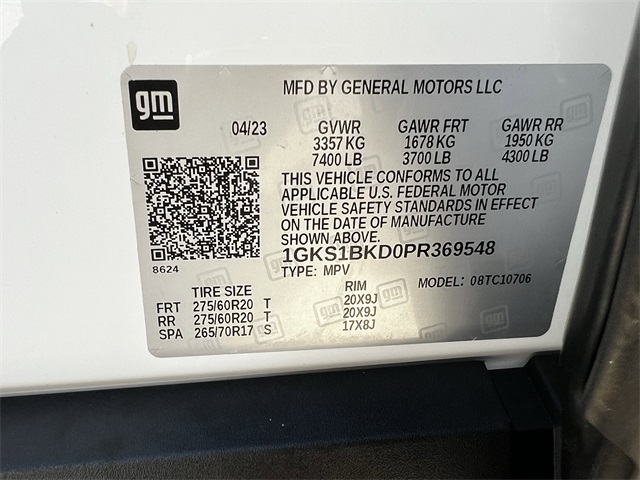 gm
MFD BY GENERAL MOTORS LLC
04/23 GVWR GAWR FRT GAWR RR
3357 KG 1678 KG 1950 KG
7400 LB 3700 LB 4300 LB
THIS VEHICLE CONFORMS TO ALL
APPLICABLE U.S. FEDERAL MOTOR
VEHICLE SAFETY STANDARDS IN EFFECT
ON THE DATE OF MANUFACTURE
SHOWN ABOVE.
8624
1GKS1BKD0PR369548
TYPE: MPV MODEL: 08TC10706
TIRE SIZE RIM
FRT 275/60R20 T 20X9J
RR 275/60R20 T 20X9J
SPA 265/70R17 S 17X8J